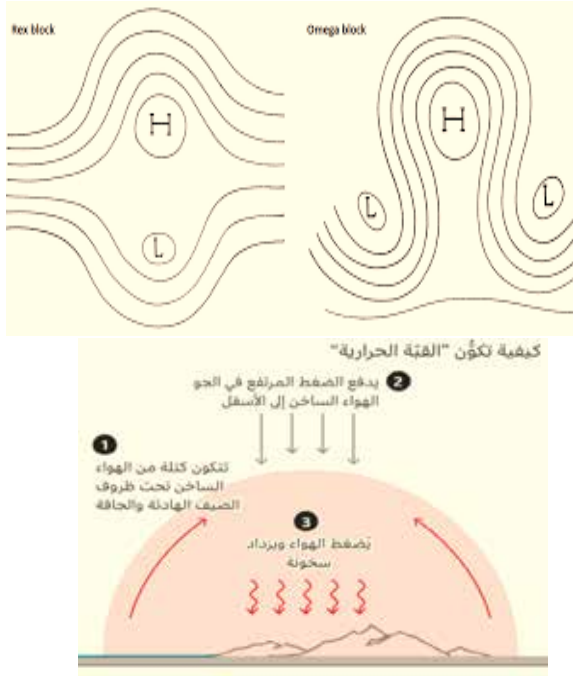 Rex block
Omega block
H
H
L
L
L
كيفية تكوُّن "القبّة الحرارية"
2 يدفع الضغط المرتفع في الجو
الهواء الساخن إلى الأسفل
1
تتكون كتلة من الهواء
الساخن تحت ظروف
الصيف الهادئة والجافة
3
يُضغط الهواء ويزداد
سخونة